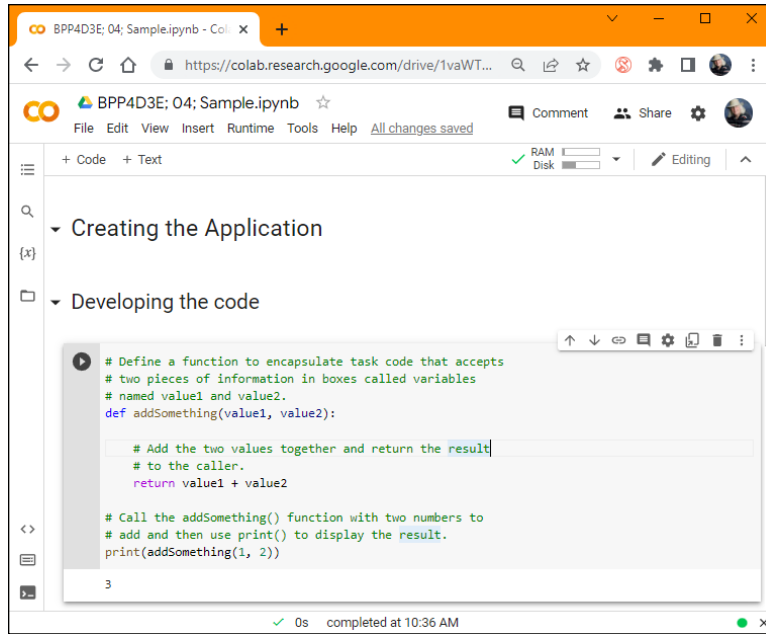 BPP4D3E; 04; Sample.ipynb - Col
https://colab.research.google.com/drive/1vaWT...
BPP4D3E; 04; Sample.ipynb
Comment
Share
File Edit View Insert Runtime Tools Help All changes saved
+ Code + Text
RAM
Disk
Editing
Creating the Application
{x}
Developing the code
# Define a function to encapsulate task code that accepts
# two pieces of information in boxes called variables
# named value1 and value2.
def addSomething(value1, value2):
# Add the two values together and return the result
# to the caller.
return value1 + value2
# Call the addSomething() function with two numbers to
# add and then use print() to display the result.
print(addSomething(1, 2))
3
0s completed at 10:36 AM